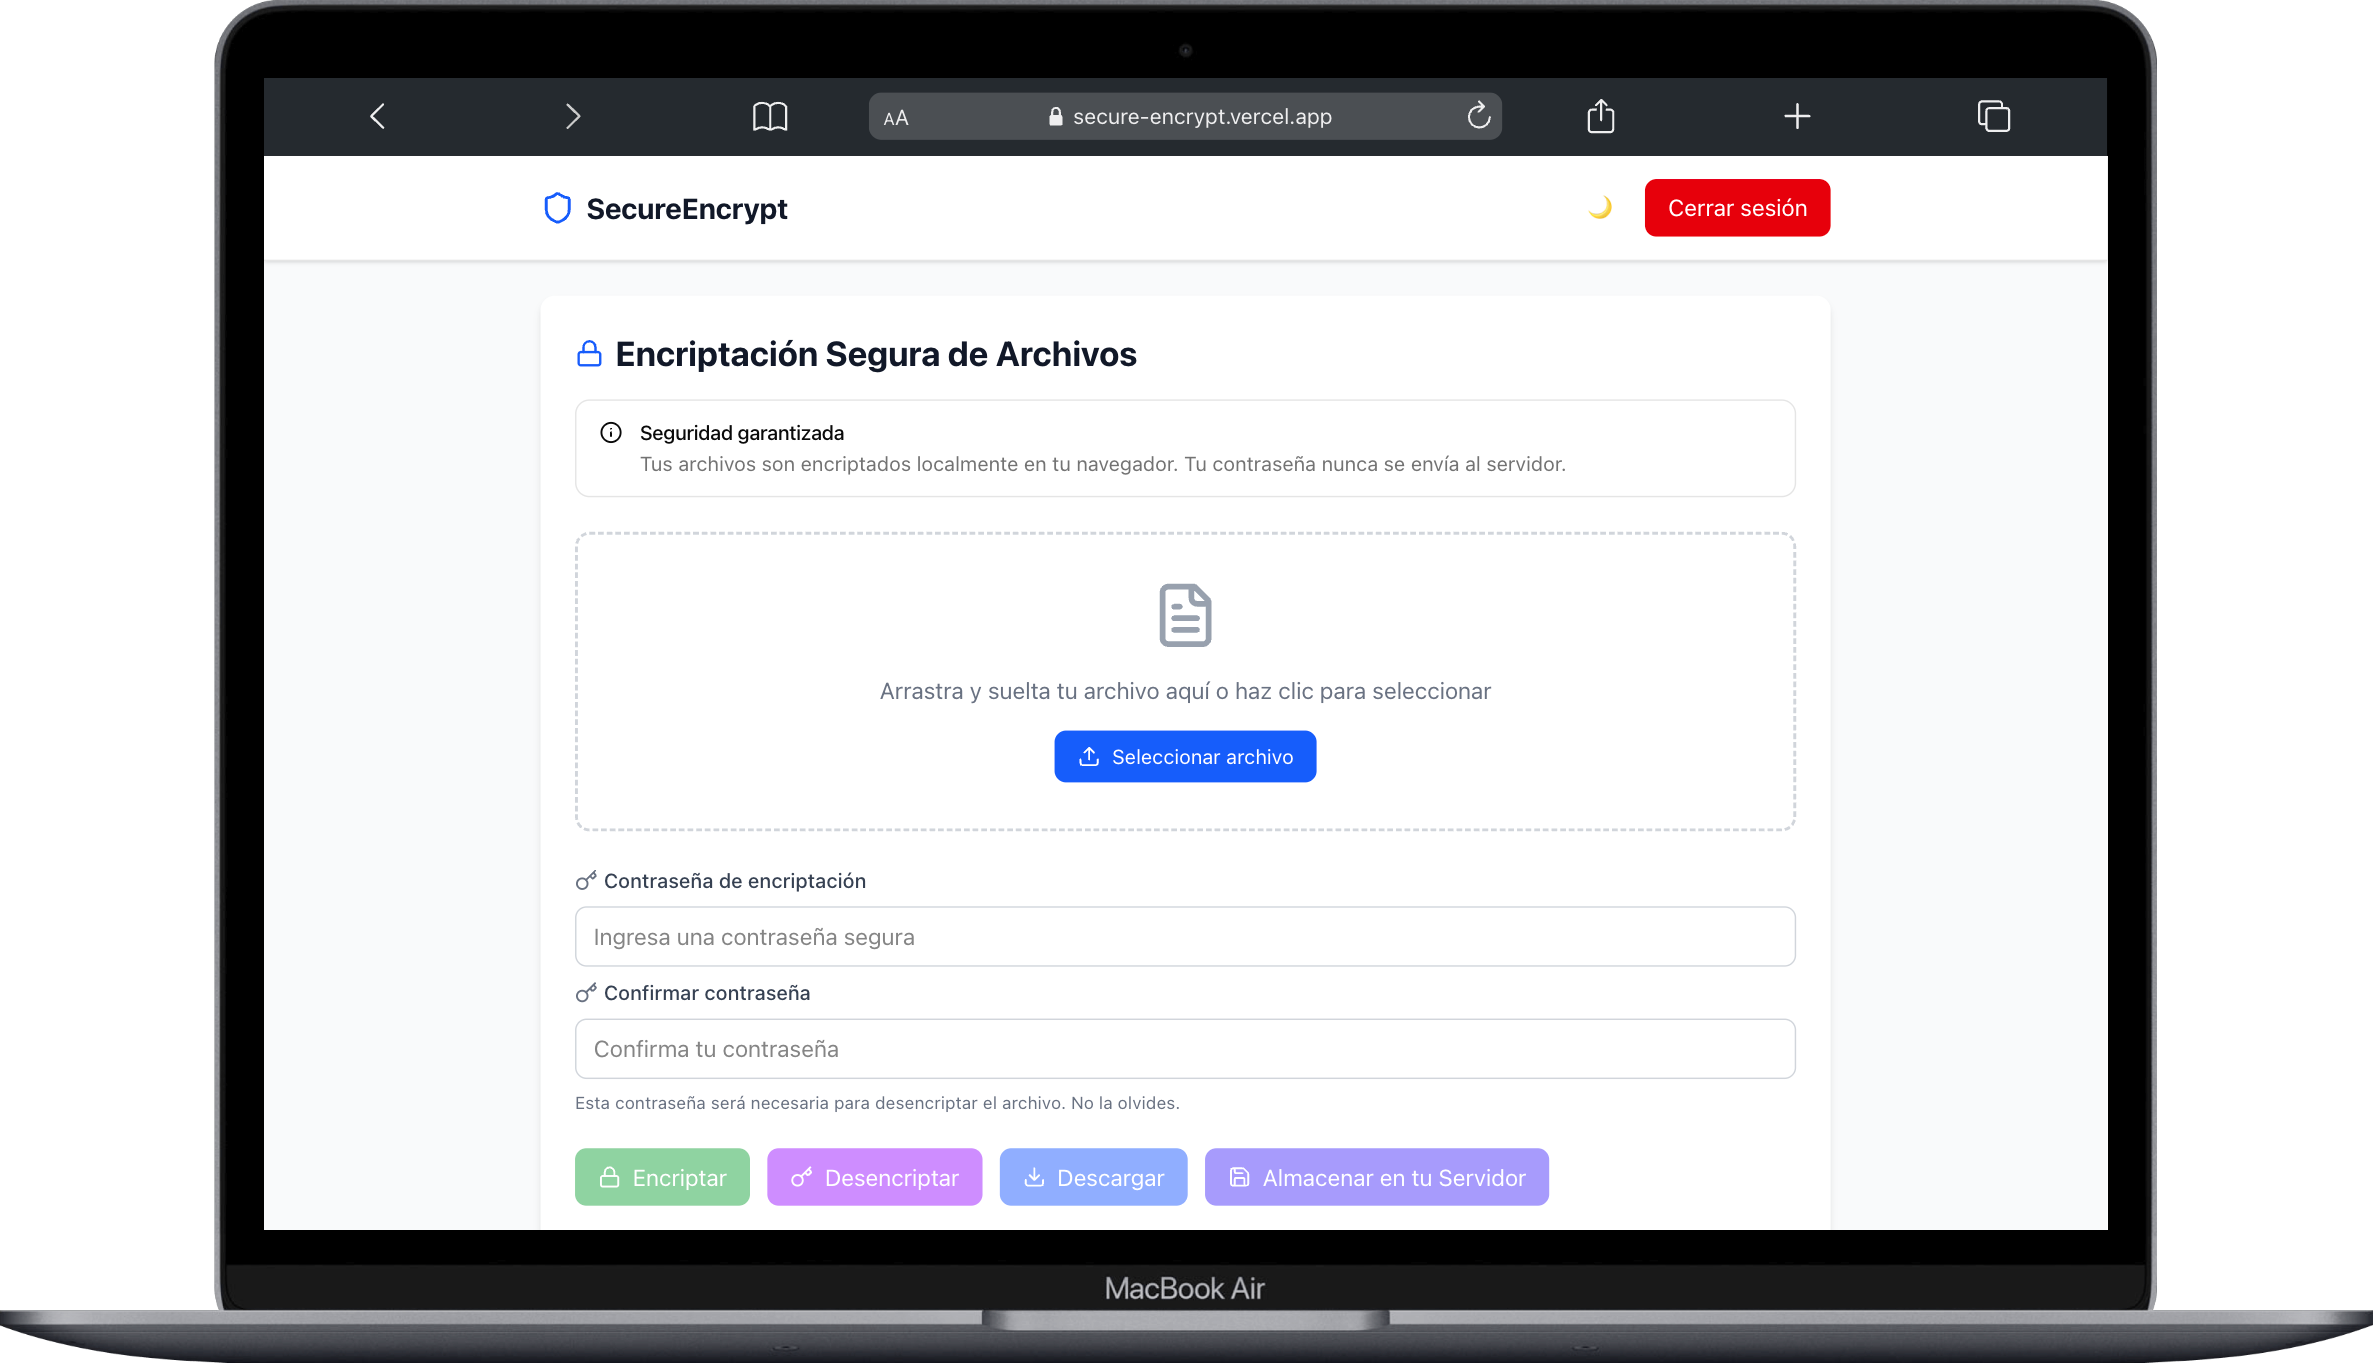 AA secure-encrypt.vercel.app
SecureEncrypt
Cerrar sesión
Encriptación Segura de Archivos
Seguridad garantizada
Tus archivos son encriptados localmente en tu navegador. Tu contraseña nunca se envía al servidor.
Arrastra y suelta tu archivo aquí o haz clic para seleccionar
Seleccionar archivo
Contraseña de encriptación
Ingresa una contraseña segura
Confirmar contraseña
Confirma tu contraseña
Esta contraseña será necesaria para desencriptar el archivo. No la olvides.
Encriptar Desencriptar Descargar Almacenar en tu Servidor
MacBook Air